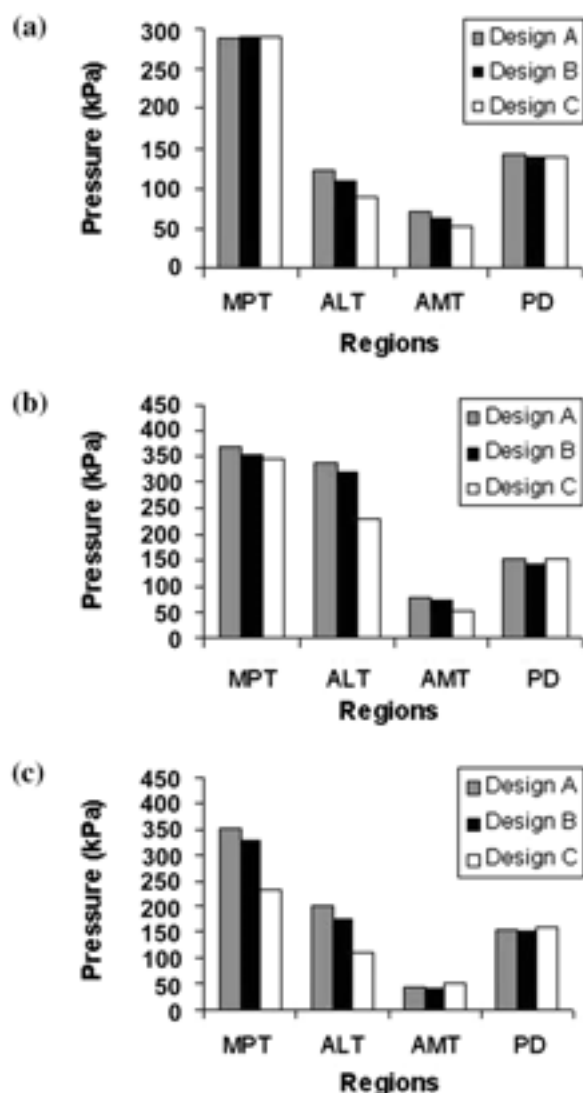 (a)
Pressure (kPa)
300
250
200
150
100
50
0
MPT ALT AMT PD
Regions
Design A
Design B
Design C
(b)
Pressure (kPa)
450
400
350
300
250
200
150
100
50
0
MPT ALT AMT PD
Regions
Design A
Design B
Design C
(c)
Pressure (kPa)
450
400
350
300
250
200
150
100
50
0
MPT ALT AMT PD
Regions
Design A
Design B
Design C